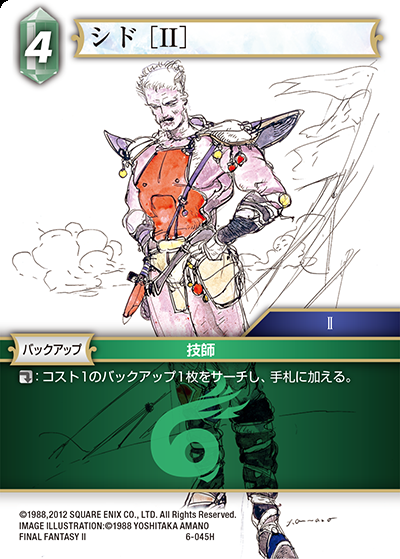 4
シド［II］
II
バックアップ
技師
：コスト1のバックアップ1枚をサーチし、手札に加える。
6
©1988,2012 SQUARE ENIX CO., LTD. All Rights Reserved.
IMAGE ILLUSTRATION:©1988 YOSHITAKA AMANO
FINAL FANTASY II 6-045H